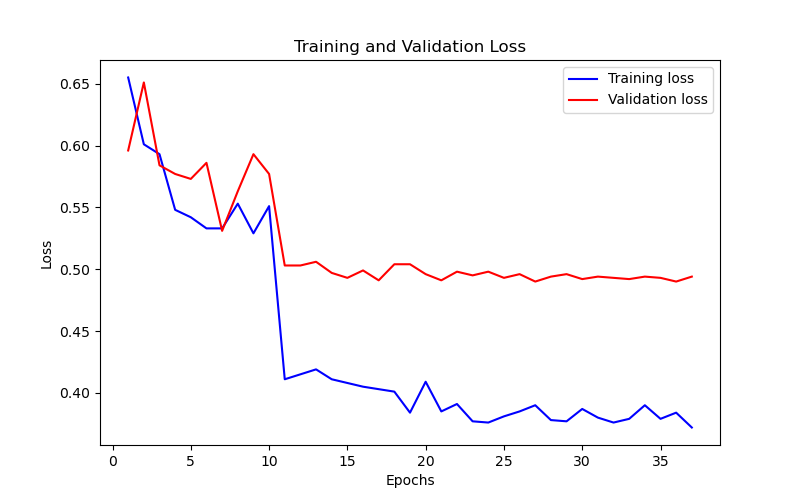 Training and Validation Loss
Training loss
Validation loss
0.65
0.60
0.55
0.50
0.45
0.40
Loss
0 5 10 15 20 25 30 35
Epochs